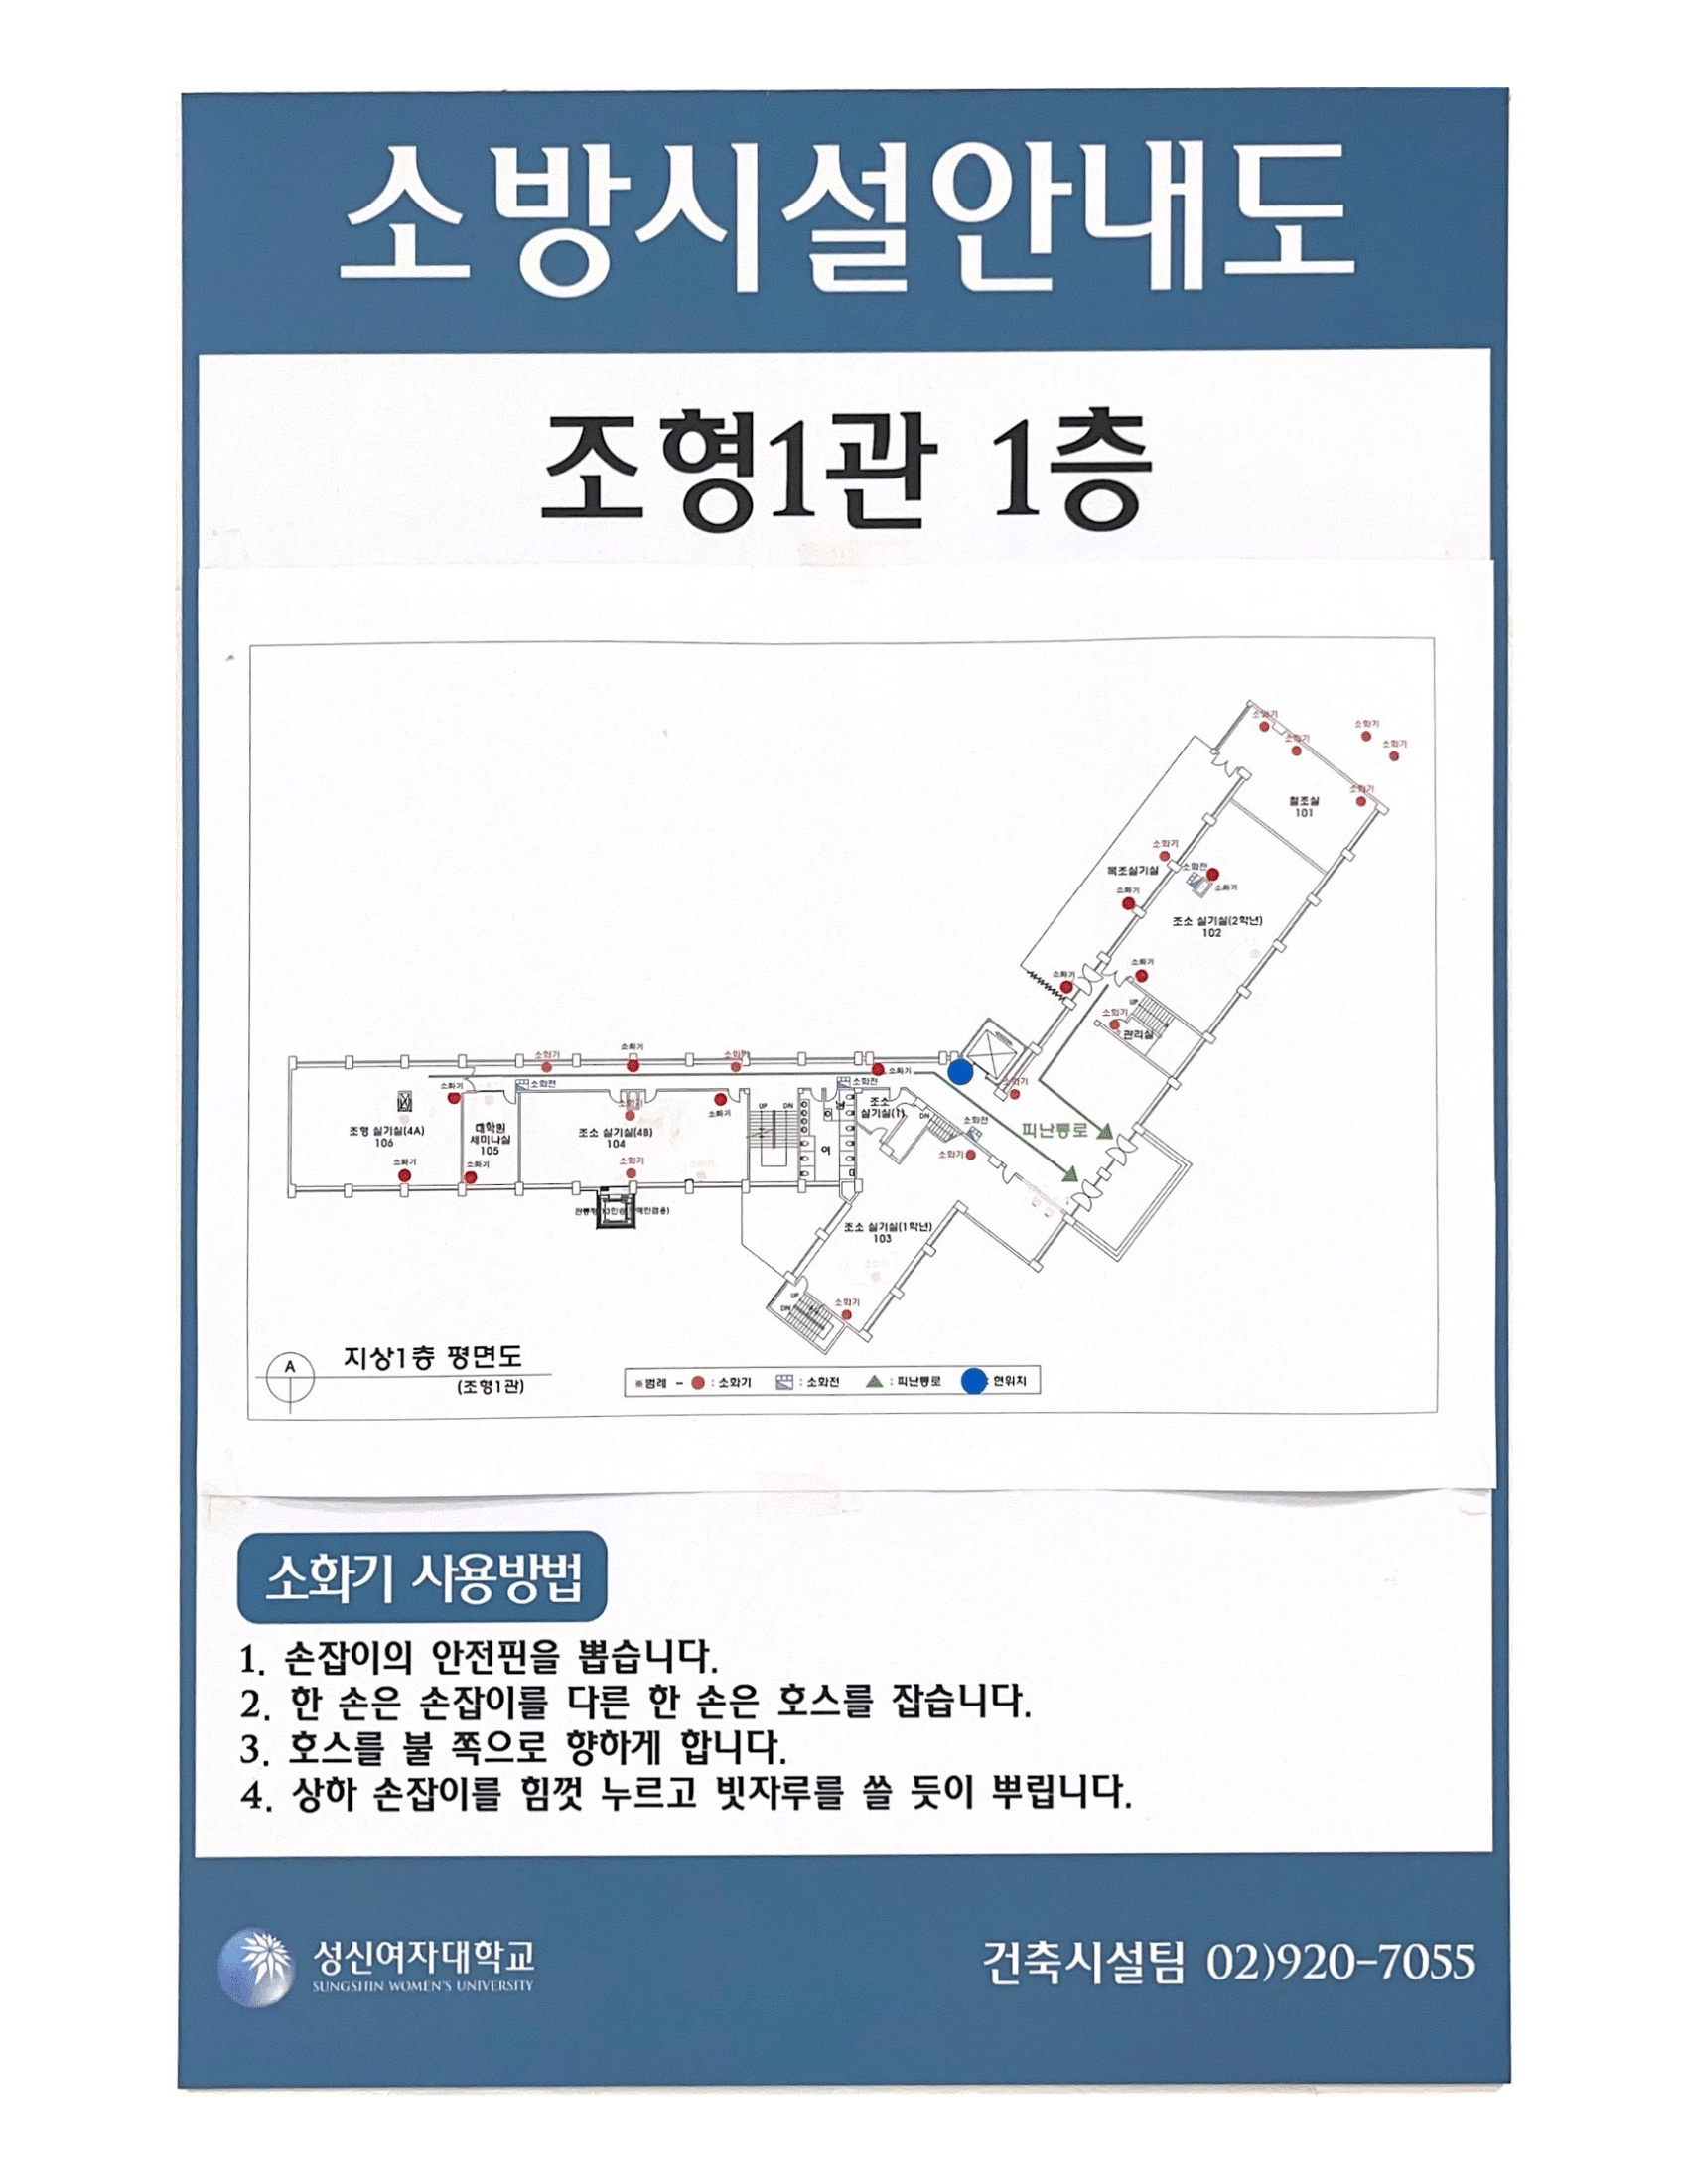 소방시설안내도
조형1관 1층
소화기
소화기
소화기
소화기
소화기
철조실
101
소화기
목조실기실
소화전
소화기
소화기
조소 실기실(2학년)
102
소화기
소화기
UP
소화기
관리실
소화기
소화기
소화기
소화기
소화기
소화기
소화전
소화전
소화기
소화기
소화기
조형 실기실(4A)
106
대학원
세미나실
105
조소 실기실(4B)
104
UP DN
남
여
조소
실기실(1)
DN
소화전
소화기
피난통로
소화기
소화기
소화기
조소 실기실(1학년)
103
UP
DN
소화기
지상1층 평면도
(조형1관)
A
※범례 - : 소화기 : 소화전 : 피난통로 : 현위치
소화기 사용방법
1. 손잡이의 안전핀을 뽑습니다.
2. 한 손은 손잡이를 다른 한 손은 호스를 잡습니다.
3. 호스를 불 쪽으로 향하게 합니다.
4. 상하 손잡이를 힘껏 누르고 빗자루를 쓸 듯이 뿌립니다.
성신여자대학교
SUNGSHIN WOMEN'S UNIVERSITY
건축시설팀 02)920-7055